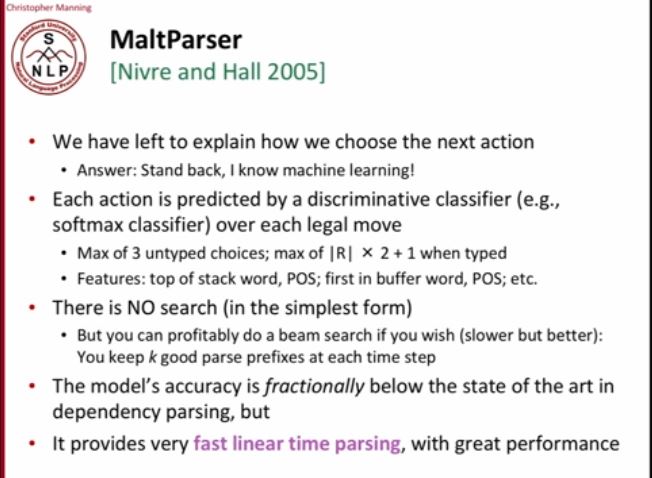 Christopher Manning
Stanford University
S
NLP
Natural Language Processing
MaltParser
[Nivre and Hall 2005]
• We have left to explain how we choose the next action
• Answer: Stand back, I know machine learning!
• Each action is predicted by a discriminative classifier (e.g.,
softmax classifier) over each legal move
• Max of 3 untyped choices; max of |R| × 2 + 1 when typed
• Features: top of stack word, POS; first in buffer word, POS; etc.
• There is NO search (in the simplest form)
• But you can profitably do a beam search if you wish (slower but better):
You keep k good parse prefixes at each time step
• The model’s accuracy is fractionally below the state of the art in
dependency parsing, but
• It provides very fast linear time parsing, with great performance